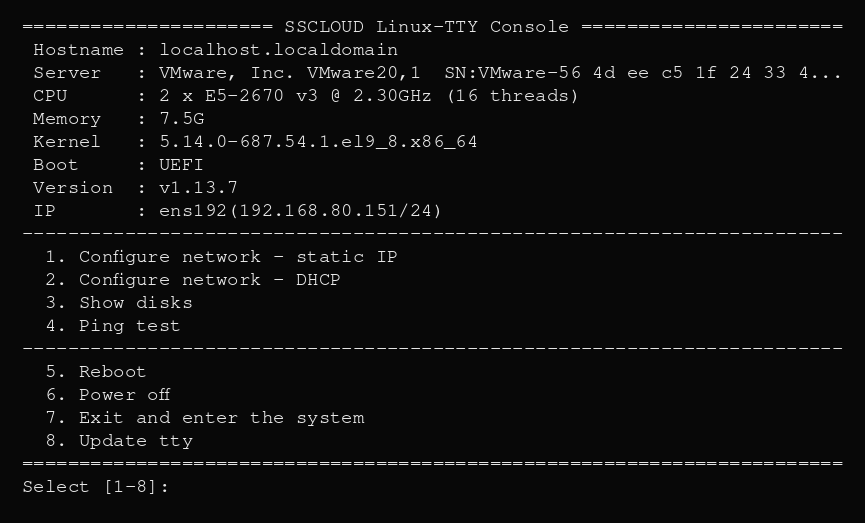 ======================= SSCLOUD Linux-TTY Console =======================
Hostname : localhost.localdomain
Server   : VMware, Inc. VMware20,1  SN:VMware-56 4d ee c5 1f 24 33 4...
CPU      : 2 x E5-2670 v3 @ 2.30GHz (16 threads)
Memory   : 7.5G
Kernel   : 5.14.0-687.54.1.el9_8.x86_64
Boot     : UEFI
Version  : v1.13.7
IP       : ens192(192.168.80.151/24)
------------------------------------------------------------------------
1. Configure network - static IP
2. Configure network - DHCP
3. Show disks
4. Ping test
------------------------------------------------------------------------
5. Reboot
6. Power off
7. Exit and enter the system
8. Update tty
========================================================================
Select [1-8]: